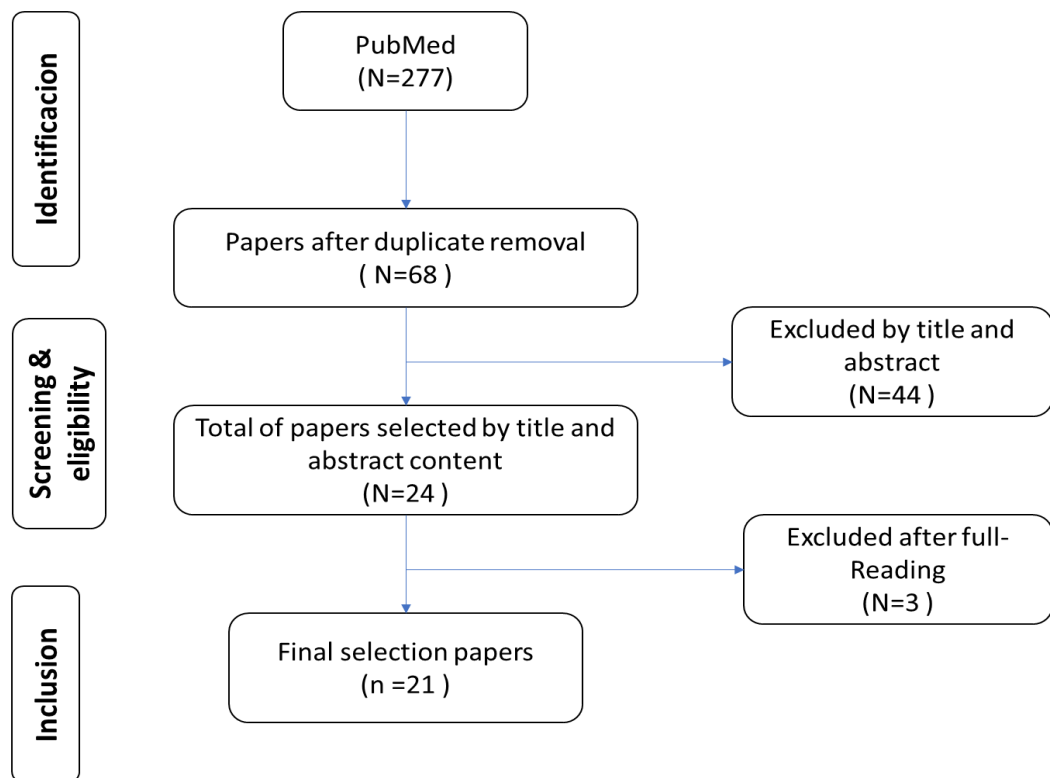 Identificacion
PubMed
(N=277)
Papers after duplicate removal
( N=68)
Screening &
eligibility
Excluded by title and
abstract
(N=44 )
Total of papers selected by title and
abstract content
(N=24 )
Excluded after full-
Reading
(N=3 )
Inclusion
Final selection papers
(n =21 )